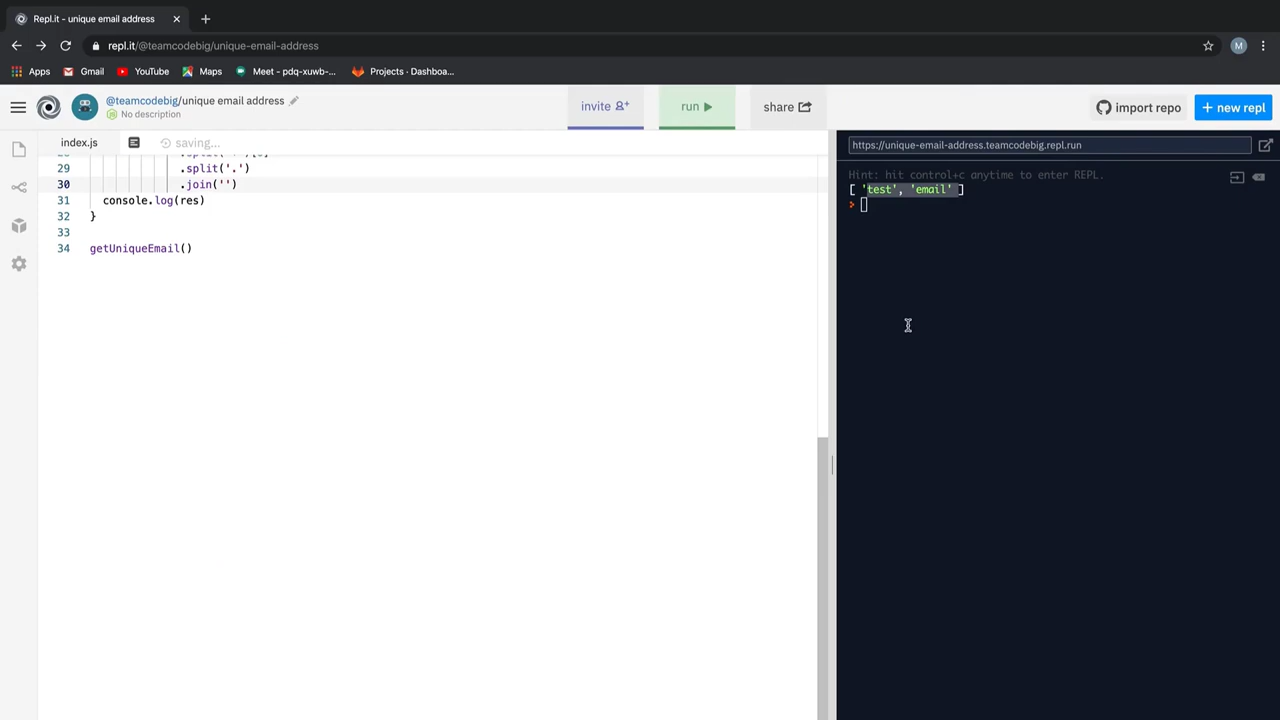 Repl.it - unique email address
repl.it/@teamcodebig/unique-email-address
M
Apps Gmail YouTube Maps Meet - pdq-xuwb-... Projects · Dashboa...
@teamcodebig/unique email address
No description
invite run share import repo + new repl
index.js saving...
29 .split('.')
30 .join('')
31 console.log(res)
32 }
33
34 getUniqueEmail()
https://unique-email-address.teamcodebig.repl.run
Hint: hit control+c anytime to enter REPL.
[ 'test', 'email' ]